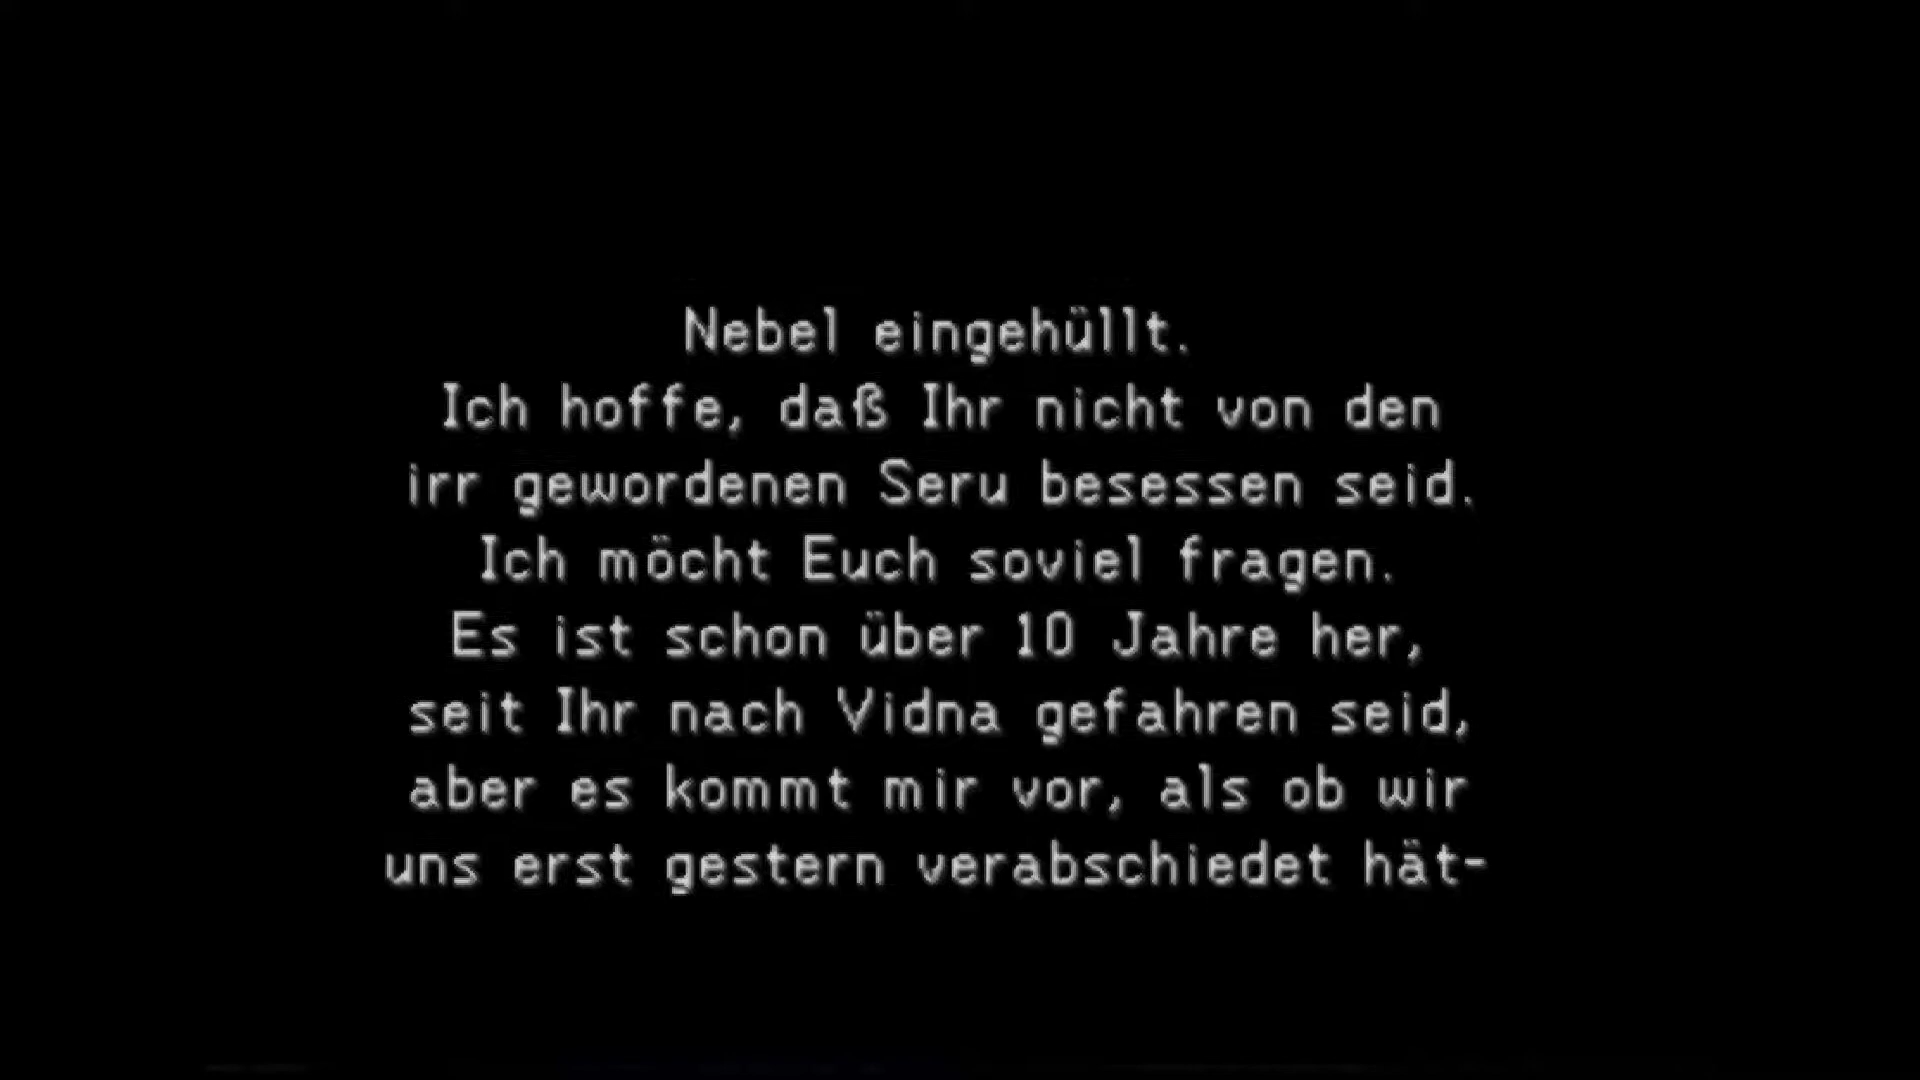 Nebel eingehüllt.
Ich hoffe, daß Ihr nicht von den
irr gewordenen Seru besessen seid.
Ich möcht Euch soviel fragen.
Es ist schon über 10 Jahre her,
seit Ihr nach Vidna gefahren seid,
aber es kommt mir vor, als ob wir
uns erst gestern verabschiedet hät-